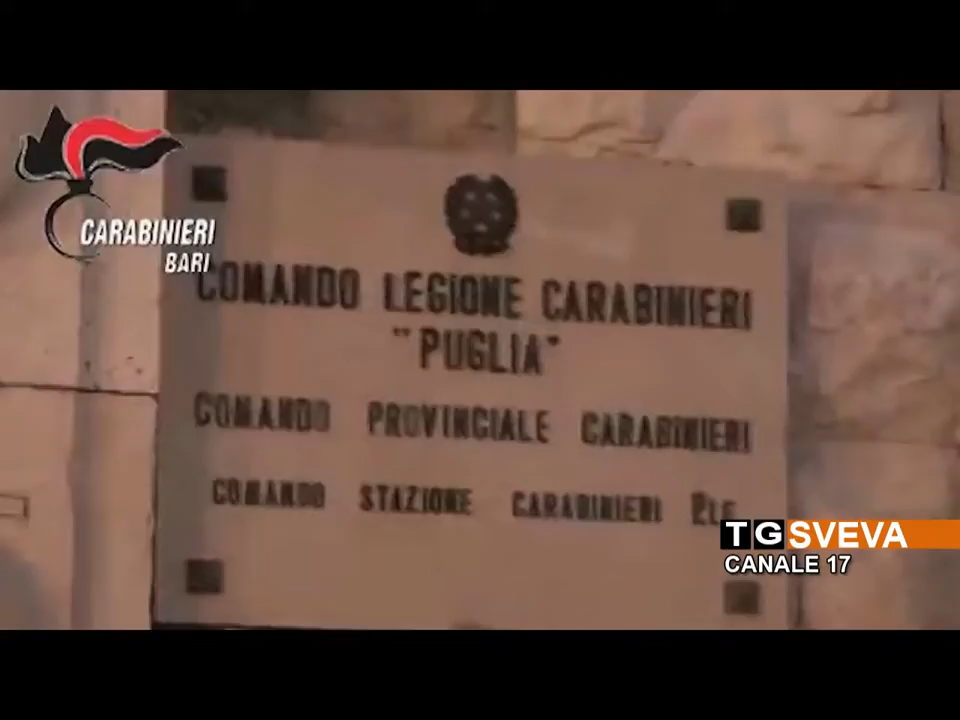 CARABINIERI
BARI
COMANDO LEGIONE CARABINIERI
"PUGLIA"
COMANDO PROVINCIALE CARABINIERI
COMANDO STAZIONE CARABINIERI
TGSVEVA
CANALE 17